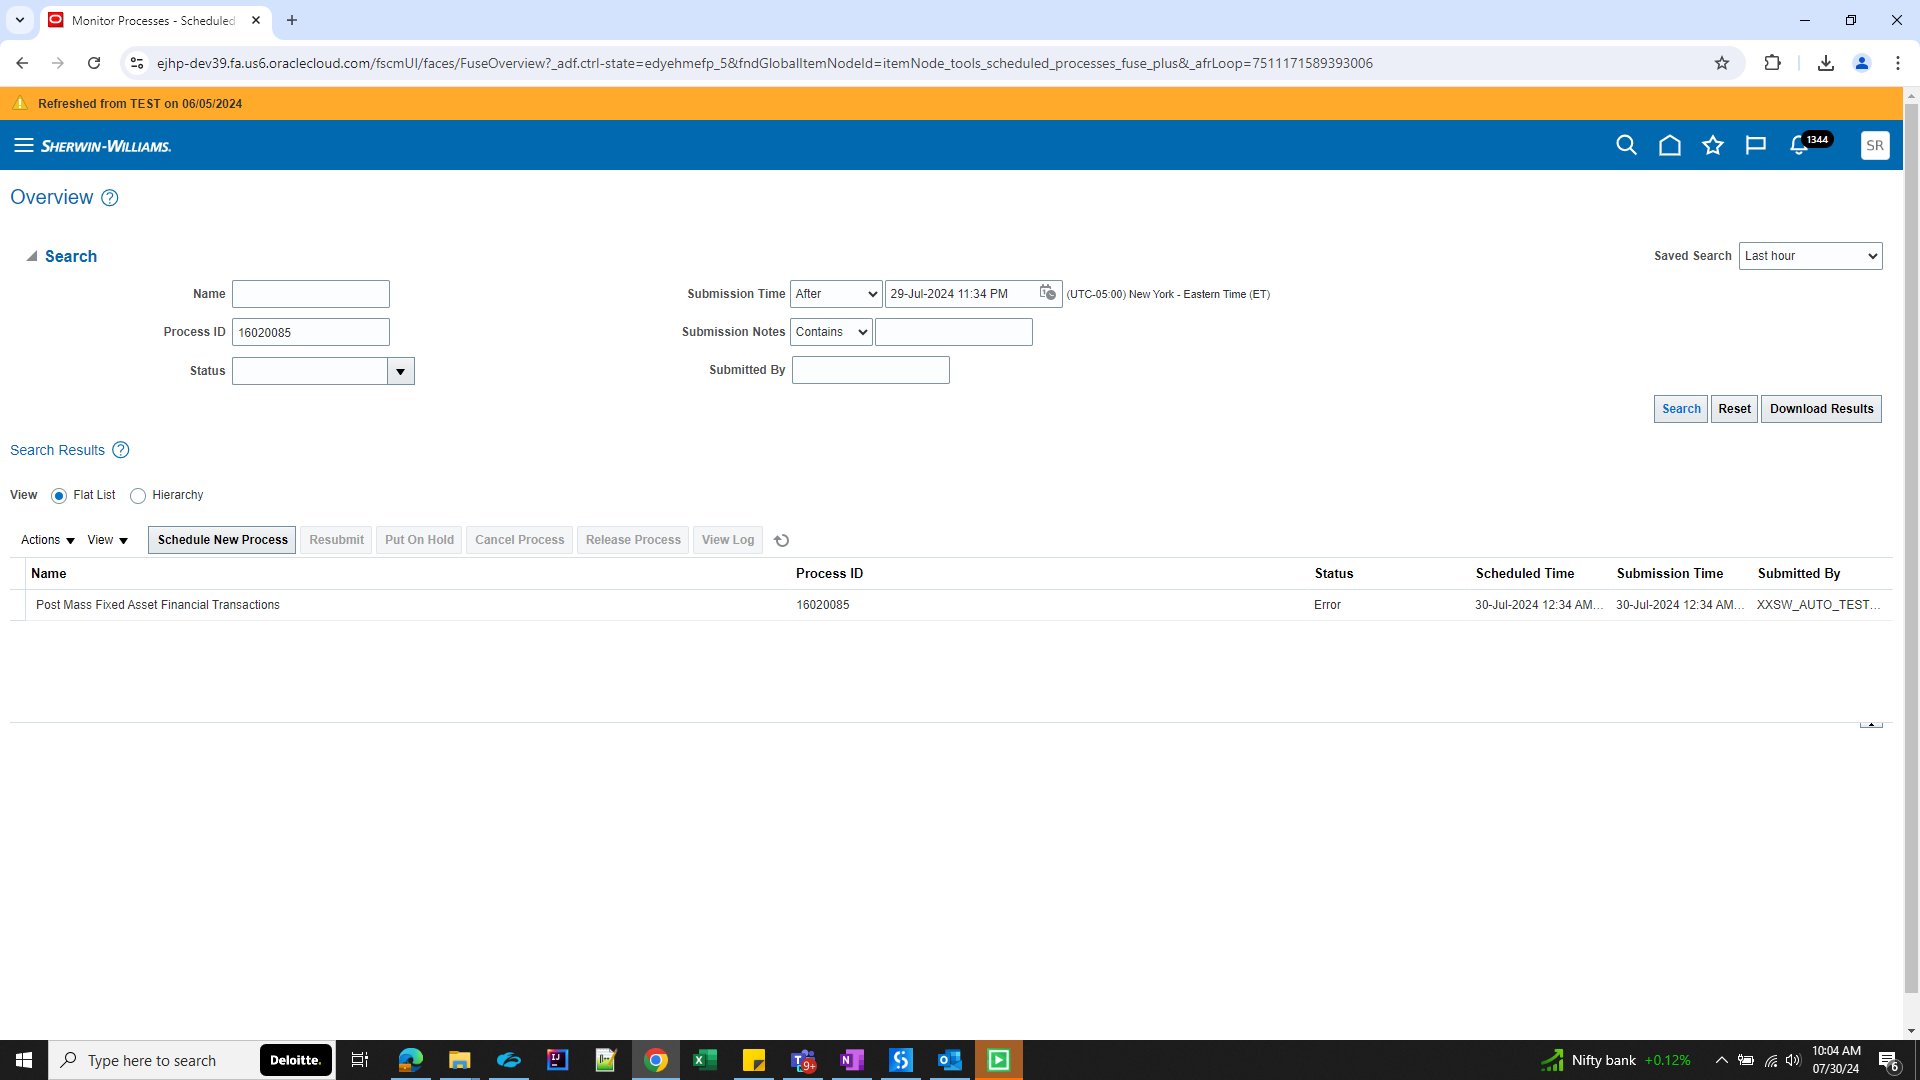 Monitor Processes - Scheduled
ejhp-dev39.fa.us6.oraclecloud.com/fscmUI/faces/FuseOverview?_adf.ctrl-state=edyehmefp_5&fndGlobalItemNodeId=itemNode_tools_scheduled_processes_fuse_plus&_afrLoop=7511171589393006
Refreshed from TEST on 06/05/2024
SHERWIN-WILLIAMS.
1344
SR
Overview
Search
Saved Search Last hour
Name
Submission Time After 29-Jul-2024 11:34 PM (UTC-05:00) New York - Eastern Time (ET)
Process ID 16020085
Submission Notes Contains
Status
Submitted By
Search Reset Download Results
Search Results
View Flat List Hierarchy
Actions View Schedule New Process Resubmit Put On Hold Cancel Process Release Process View Log
Name Process ID Status Scheduled Time Submission Time Submitted By
Post Mass Fixed Asset Financial Transactions 16020085 Error 30-Jul-2024 12:34 AM... 30-Jul-2024 12:34 AM... XXSW_AUTO_TEST...
Type here to search
Deloitte.
9+
Nifty bank +0.12%
10:04 AM
07/30/24
6